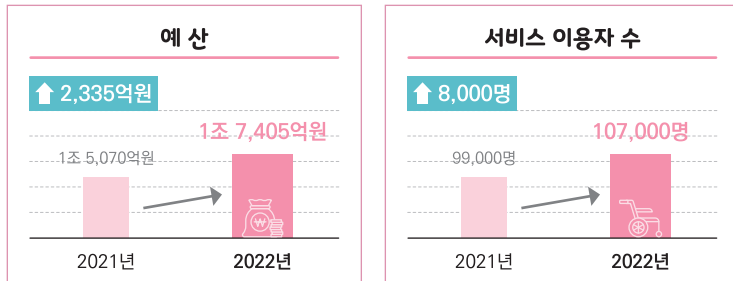 예 산
2,335억원
1조 7,405억원
1조 5,070억원
₩
2021년
2022년
서비스 이용자 수
8,000명
107,000명
99,000명
2021년
2022년